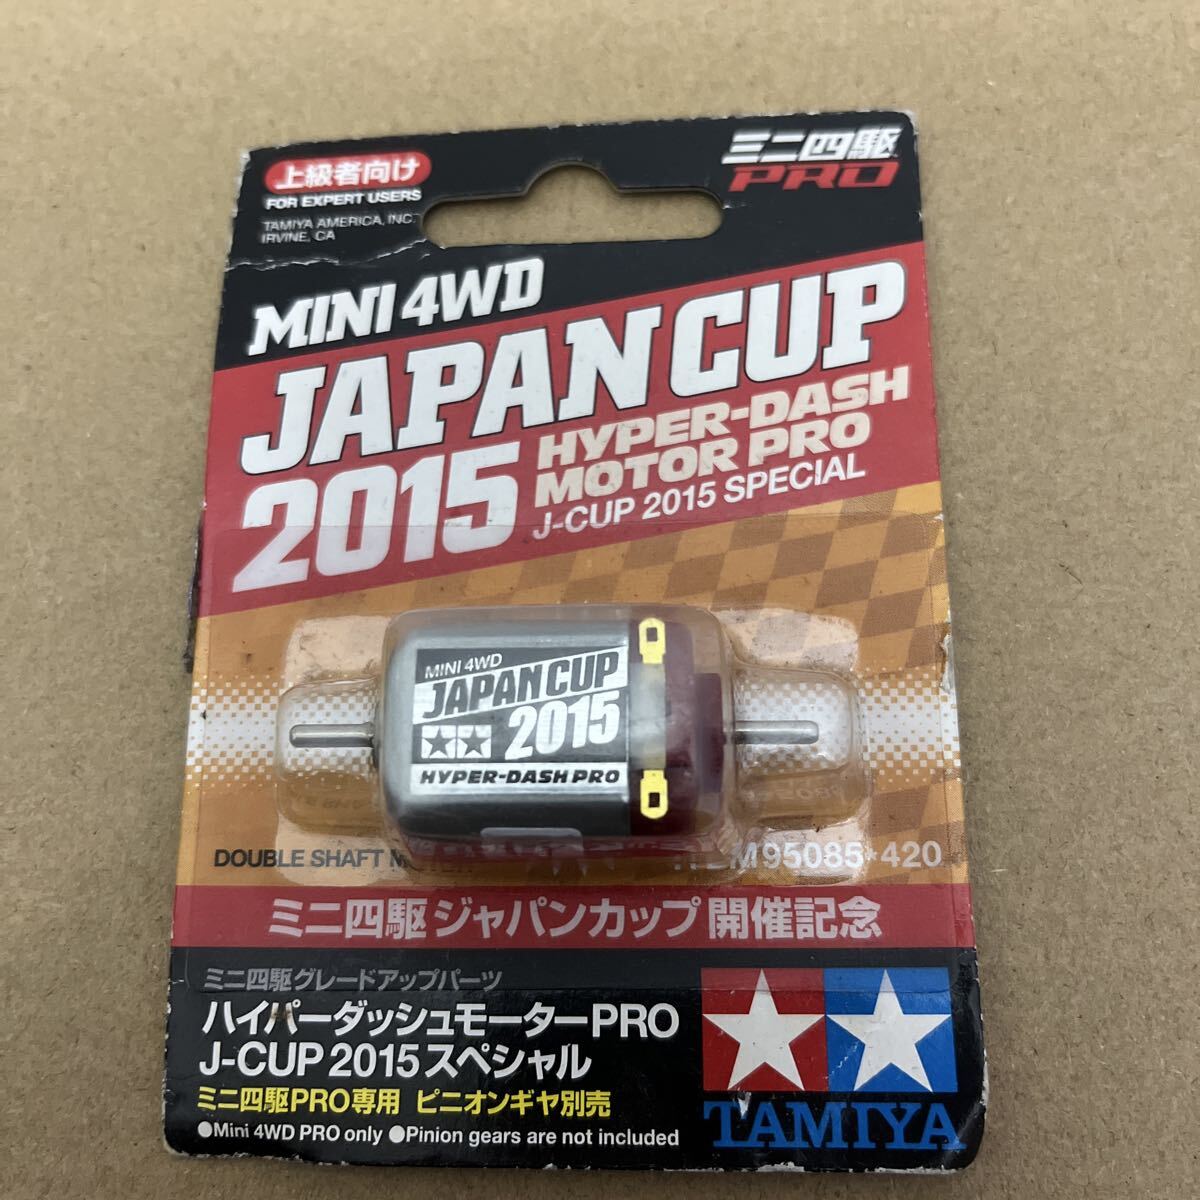 上級者向け
FOR EXPERT USERS
TAMIYA AMERICA, INC.
IRVINE, CA
ミニ四駆
PRO
MINI 4WD
JAPAN CUP
2015
HYPER-DASH
MOTOR PRO
J-CUP 2015 SPECIAL
MINI 4WD
JAPAN CUP
2015
HYPER-DASH PRO
DOUBLE SHAFT
95085*420
ミニ四駆 ジャパンカップ 開催記念
ミニ四駆グレードアップパーツ
ハイパーダッシュモーターPRO
J-CUP 2015スペシャル
ミニ四駆PRO専用 ピニオンギヤ別売
●Mini 4WD PRO only ●Pinion gears are not included
TAMIYA